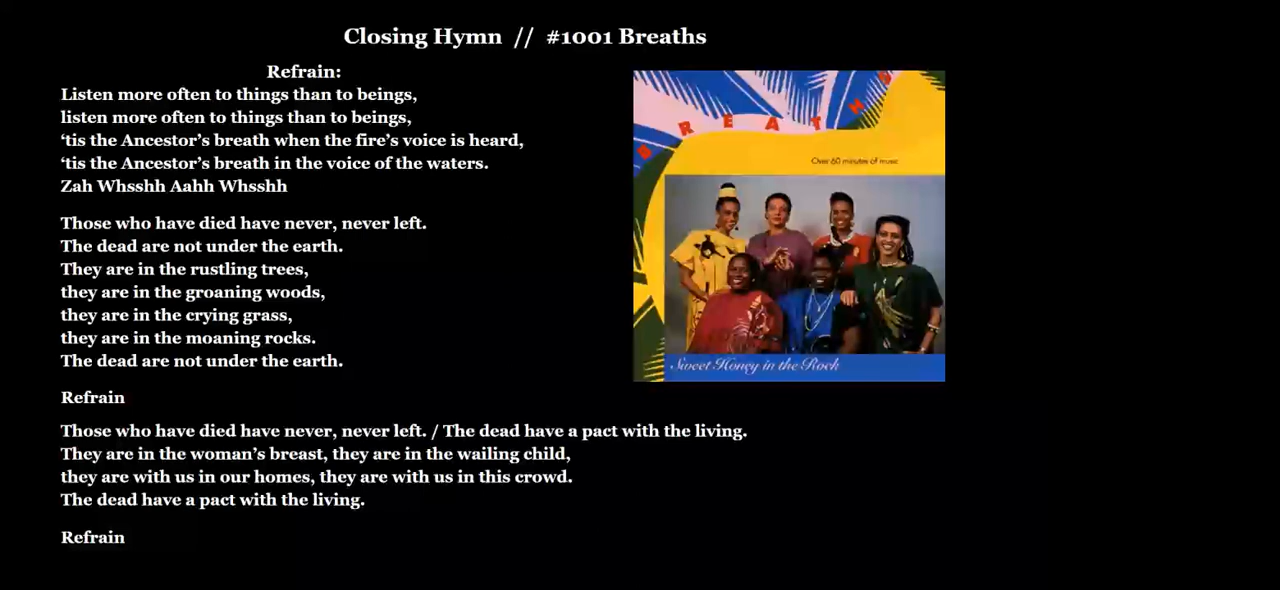 Closing Hymn // #1001 Breaths
Refrain:
Listen more often to things than to beings,
listen more often to things than to beings,
‘tis the Ancestor’s breath when the fire’s voice is heard,
‘tis the Ancestor’s breath in the voice of the waters.
Zah Whsshh Aahh Whsshh
Those who have died have never, never left.
The dead are not under the earth.
They are in the rustling trees,
they are in the groaning woods,
they are in the crying grass,
they are in the moaning rocks.
The dead are not under the earth.
Refrain
Those who have died have never, never left. / The dead have a pact with the living.
They are in the woman’s breast, they are in the wailing child,
they are with us in our homes, they are with us in this crowd.
The dead have a pact with the living.
Refrain
BREATHS
Over 60 minutes of music
Sweet Honey in the Rock